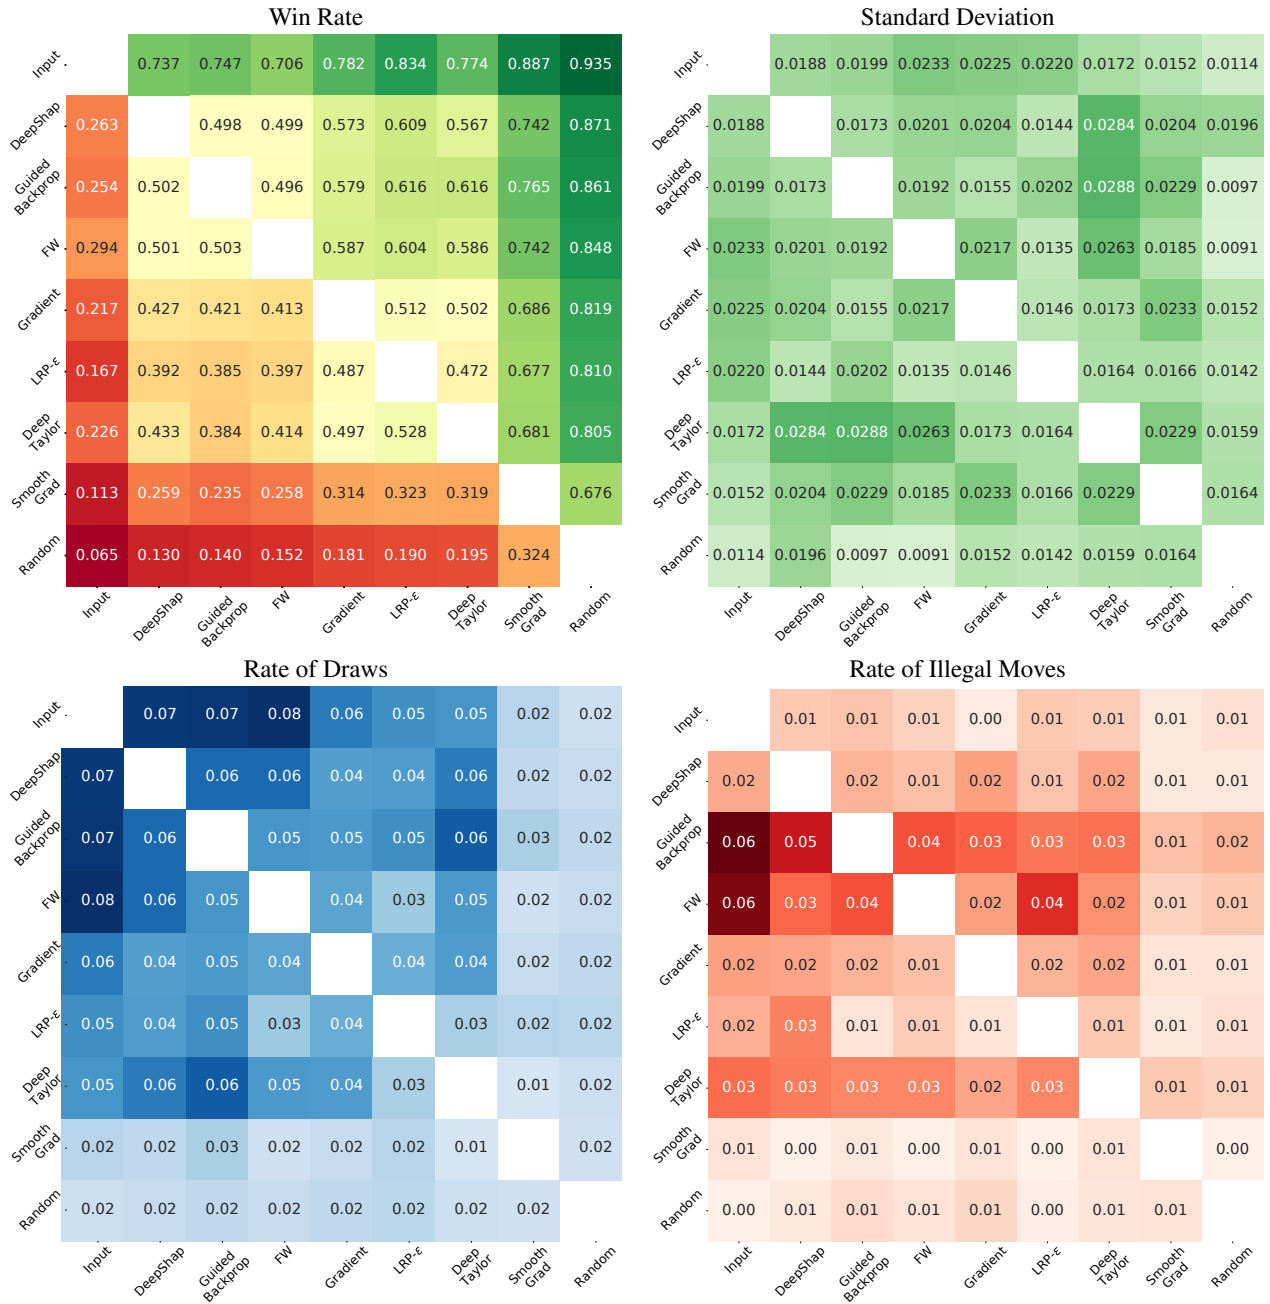 Win Rate
Input 0.737 0.747 0.706 0.782 0.834 0.774 0.887 0.935
DeepShap 0.263 0.498 0.499 0.573 0.609 0.567 0.742 0.871
Guided
Backprop 0.254 0.502 0.496 0.579 0.616 0.616 0.765 0.861
FW 0.294 0.501 0.503 0.587 0.604 0.586 0.742 0.848
Gradient 0.217 0.427 0.421 0.413 0.512 0.502 0.686 0.819
LRP-ε 0.167 0.392 0.385 0.397 0.487 0.472 0.677 0.810
Deep
Taylor 0.226 0.433 0.384 0.414 0.497 0.528 0.681 0.805
Smooth
Grad 0.113 0.259 0.235 0.258 0.314 0.323 0.319 0.676
Random 0.065 0.130 0.140 0.152 0.181 0.190 0.195 0.324
Input DeepShap Guided Backprop FW Gradient LRP-ε Deep Taylor Smooth Grad Random
Standard Deviation
Input 0.0188 0.0199 0.0233 0.0225 0.0220 0.0172 0.0152 0.0114
DeepShap 0.0188 0.0173 0.0201 0.0204 0.0144 0.0284 0.0204 0.0196
Guided
Backprop 0.0199 0.0173 0.0192 0.0155 0.0202 0.0288 0.0229 0.0097
FW 0.0233 0.0201 0.0192 0.0217 0.0135 0.0263 0.0185 0.0091
Gradient 0.0225 0.0204 0.0155 0.0217 0.0146 0.0173 0.0233 0.0152
LRP-ε 0.0220 0.0144 0.0202 0.0135 0.0146 0.0164 0.0166 0.0142
Deep
Taylor 0.0172 0.0284 0.0288 0.0263 0.0173 0.0164 0.0229 0.0159
Smooth
Grad 0.0152 0.0204 0.0229 0.0185 0.0233 0.0166 0.0229 0.0164
Random 0.0114 0.0196 0.0097 0.0091 0.0152 0.0142 0.0159 0.0164
Input DeepShap Guided Backprop FW Gradient LRP-ε Deep Taylor Smooth Grad Random
Rate of Draws
Input 0.07 0.07 0.08 0.06 0.05 0.05 0.02 0.02
DeepShap 0.07 0.06 0.06 0.04 0.04 0.06 0.02 0.02
Guided
Backprop 0.07 0.06 0.05 0.05 0.05 0.06 0.03 0.02
FW 0.08 0.06 0.05 0.04 0.03 0.05 0.02 0.02
Gradient 0.06 0.04 0.05 0.04 0.04 0.04 0.02 0.02
LRP-ε 0.05 0.04 0.05 0.03 0.04 0.03 0.02 0.02
Deep
Taylor 0.05 0.06 0.06 0.05 0.04 0.03 0.01 0.02
Smooth
Grad 0.02 0.02 0.03 0.02 0.02 0.02 0.01 0.02
Random 0.02 0.02 0.02 0.02 0.02 0.02 0.02 0.02
Input DeepShap Guided Backprop FW Gradient LRP-ε Deep Taylor Smooth Grad Random
Rate of Illegal Moves
Input 0.01 0.01 0.01 0.00 0.01 0.01 0.01 0.01
DeepShap 0.02 0.02 0.01 0.02 0.01 0.02 0.01 0.01
Guided
Backprop 0.06 0.05 0.04 0.03 0.03 0.03 0.01 0.02
FW 0.06 0.03 0.04 0.02 0.04 0.02 0.01 0.01
Gradient 0.02 0.02 0.02 0.01 0.02 0.02 0.01 0.01
LRP-ε 0.02 0.03 0.01 0.01 0.01 0.01 0.01 0.01
Deep
Taylor 0.03 0.03 0.03 0.03 0.02 0.03 0.01 0.01
Smooth
Grad 0.01 0.00 0.01 0.00 0.01 0.00 0.01 0.00
Random 0.00 0.01 0.01 0.01 0.01 0.00 0.01 0.01
Input DeepShap Guided Backprop FW Gradient LRP-ε Deep Taylor Smooth Grad Random